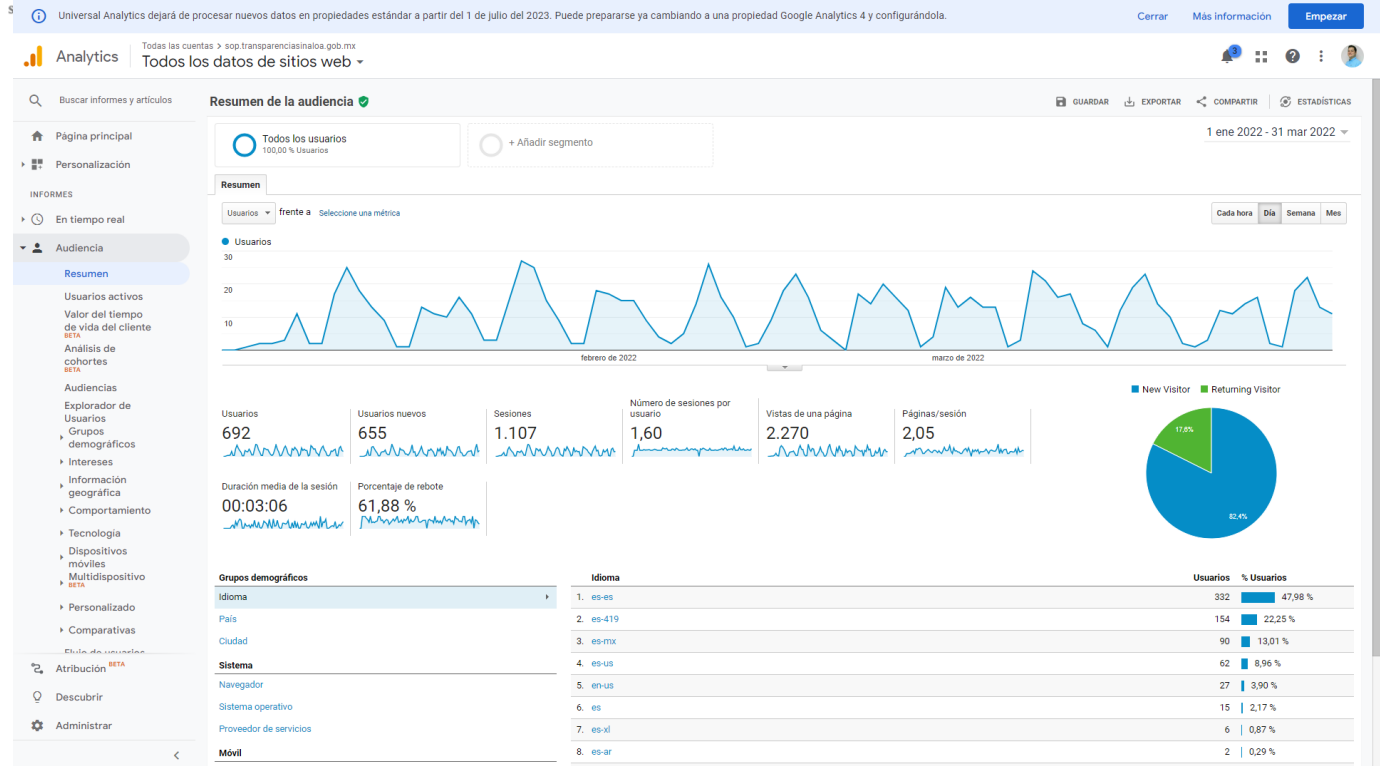 Universal Analytics dejará de procesar nuevos datos en propiedades estándar a partir del 1 de julio del 2023. Puede prepararse ya cambiando a una propiedad Google Analytics 4 y configurándola.
Cerrar
Más información
Empezar
Analytics
Todas las cuentas > sop.transparenciasinaloa.gob.mx
Todos los datos de sitios web
3
Buscar informes y artículos
Página principal
Personalización
INFORMES
En tiempo real
Audiencia
Resumen
Usuarios activos
Valor del tiempo
de vida del cliente
BETA
Análisis de
cohortes
BETA
Audiencias
Explorador de
Usuarios
Grupos
demográficos
Intereses
Información
geográfica
Comportamiento
Tecnología
Dispositivos
móviles
Multidispositivo
BETA
Personalizado
Comparativas
Flujo de usuarios
Atribución BETA
Descubrir
Administrar
Resumen de la audiencia
GUARDAR
EXPORTAR
COMPARTIR
ESTADÍSTICAS
Todos los usuarios
100,00 % Usuarios
+ Añadir segmento
1 ene 2022 - 31 mar 2022
Resumen
Usuarios
frente a
Seleccione una métrica
Cada hora
Día
Semana
Mes
Usuarios
30
20
10
febrero de 2022
marzo de 2022
New Visitor
Returning Visitor
17,6%
82,4%
Usuarios
692
Usuarios nuevos
655
Sesiones
1.107
Número de sesiones por
usuario
1,60
Vistas de una página
2.270
Páginas/sesión
2,05
Duración media de la sesión
00:03:06
Porcentaje de rebote
61,88 %
Grupos demográficos
Idioma
País
Ciudad
Sistema
Navegador
Sistema operativo
Proveedor de servicios
Móvil
Idioma Usuarios % Usuarios
1. es-es 332 47,98 %
2. es-419 154 22,25 %
3. es-mx 90 13,01 %
4. es-us 62 8,96 %
5. en-us 27 3,90 %
6. es 15 2,17 %
7. es-xl 6 0,87 %
8. es-ar 2 0,29 %